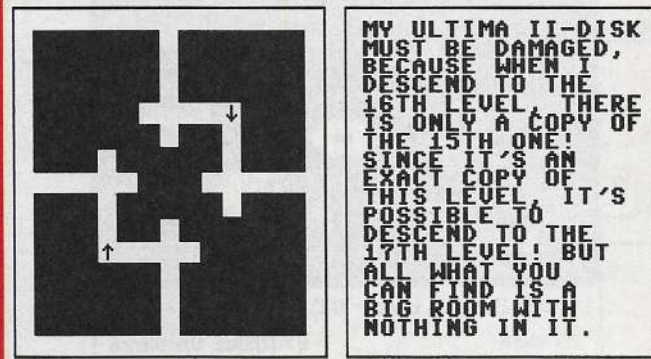 MY ULTIMA II-DISK
MUST BE DAMAGED,
BECAUSE WHEN I
DESCEND TO THE
16TH LEVEL, THERE
IS ONLY A COPY OF
THE 15TH ONE!
SINCE IT'S AN
EXACT COPY OF
THIS LEVEL, IT'S
POSSIBLE TO
DESCEND TO THE
17TH LEVEL! BUT
ALL WHAT YOU
CAN FIND IS A
BIG ROOM WITH
NOTHING IN IT.